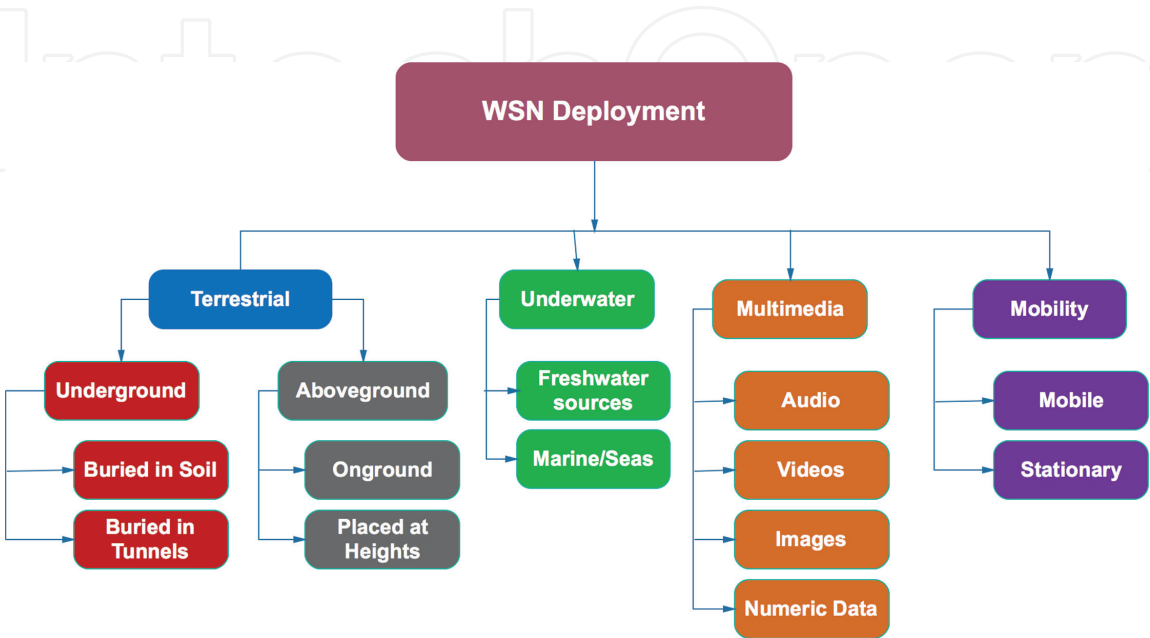 WSN Deployment
Terrestrial
Underwater
Multimedia
Mobility
Underground
Aboveground
Freshwater
sources
Audio
Mobile
Buried in Soil
Onground
Marine/Seas
Videos
Stationary
Buried in
Tunnels
Placed at
Heights
Images
Numeric Data